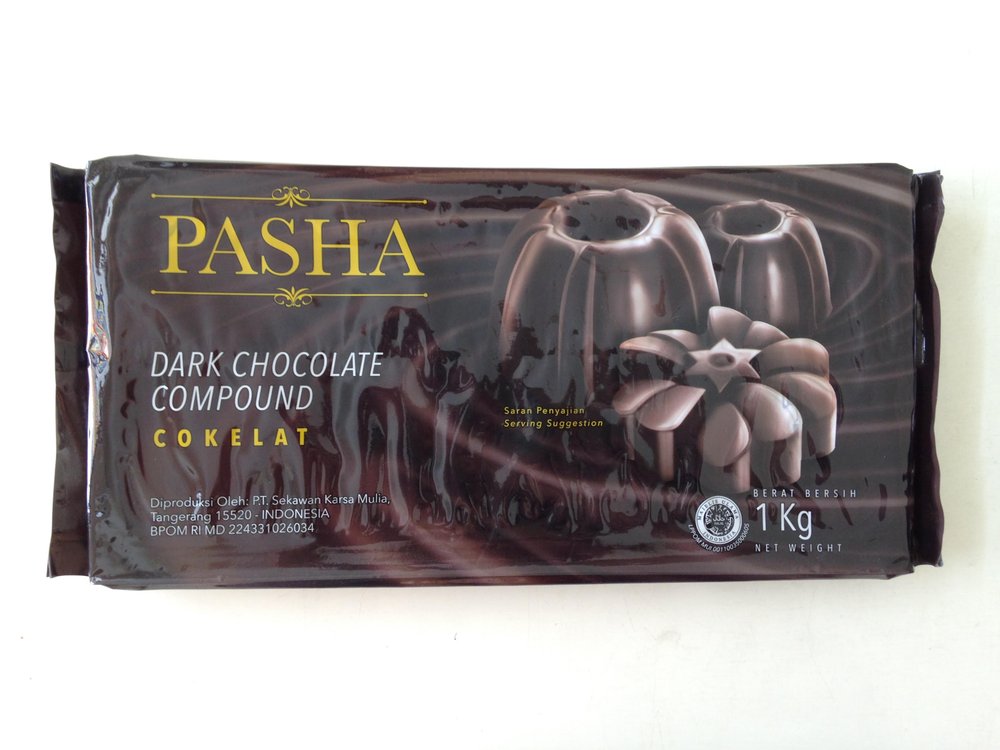 PASHA
DARK CHOCOLATE
COMPOUND
COKELAT
Saran Penyajian
Serving Suggestion
Diproduksi Oleh: P.T. Sekawan Karsa Mulia,
Tangerang 15520 - INDONESIA
BPOM RI MD 224331026034
BERAT BERSIH
1 Kg
NET WEIGHT
INDONESIA